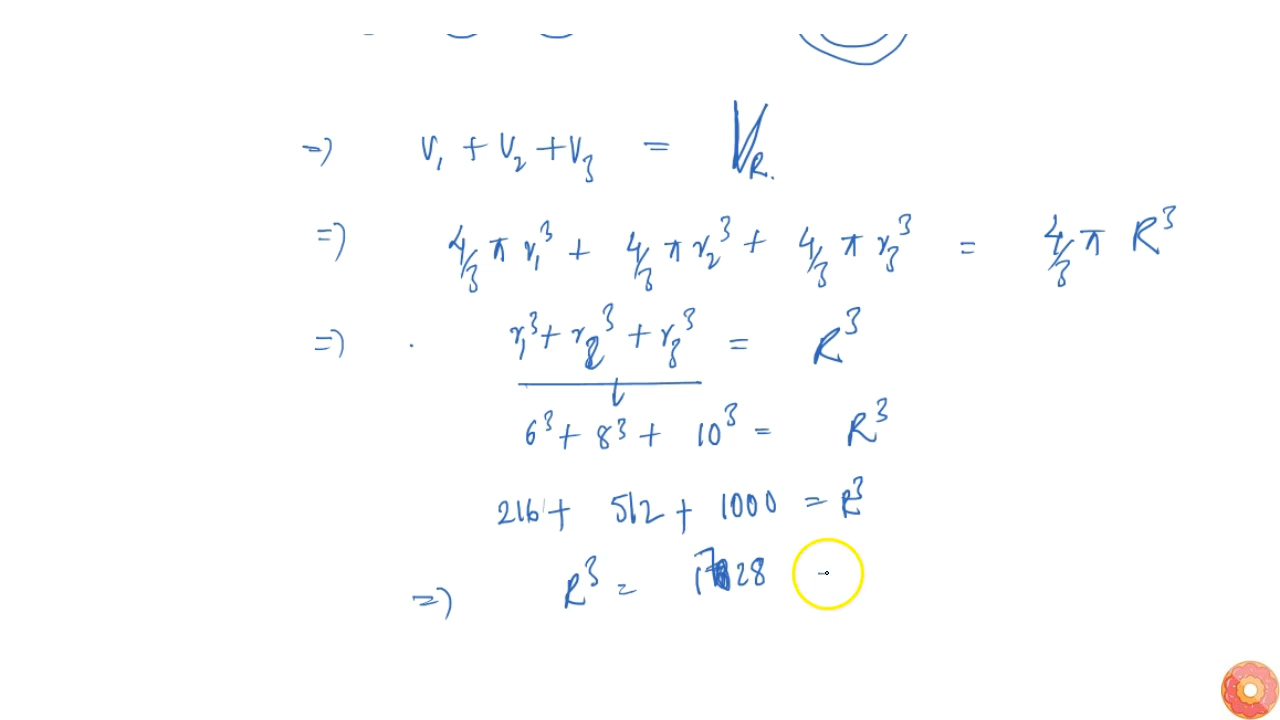 =) V₁ + V₂ + V₃ = V_R.
=) 4/3 π r₁³ + 4/3 π r₂³ + 4/3 π r₃³ = 4/3 π R³
=) . r₁³ + r₂³ + r₃³ = R³
6³ + 8³ + 10³ = R³
216 + 512 + 1000 = R³
=) R³ = 1728